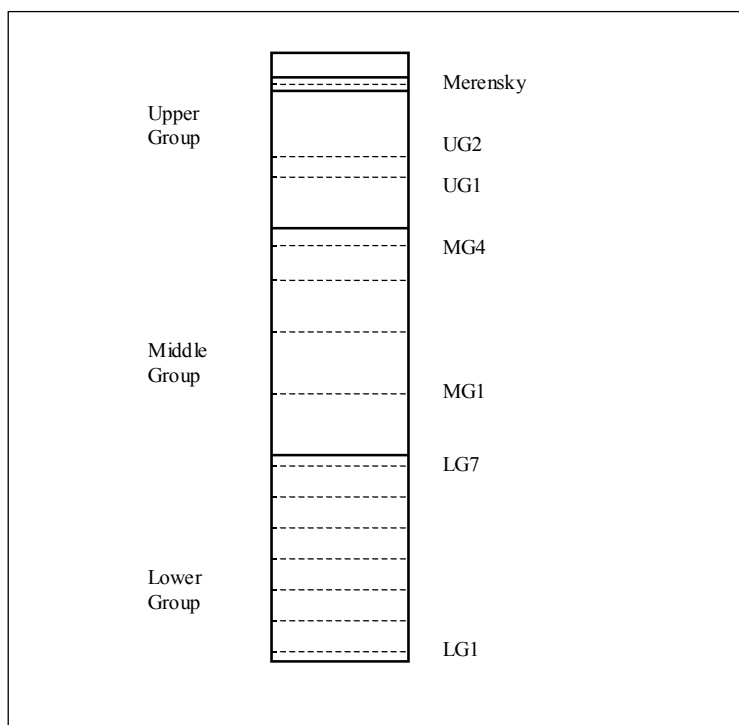 Merensky
Upper
Group
UG2
UG1
MG4
Middle
Group
MG1
LG7
Lower
Group
LG1